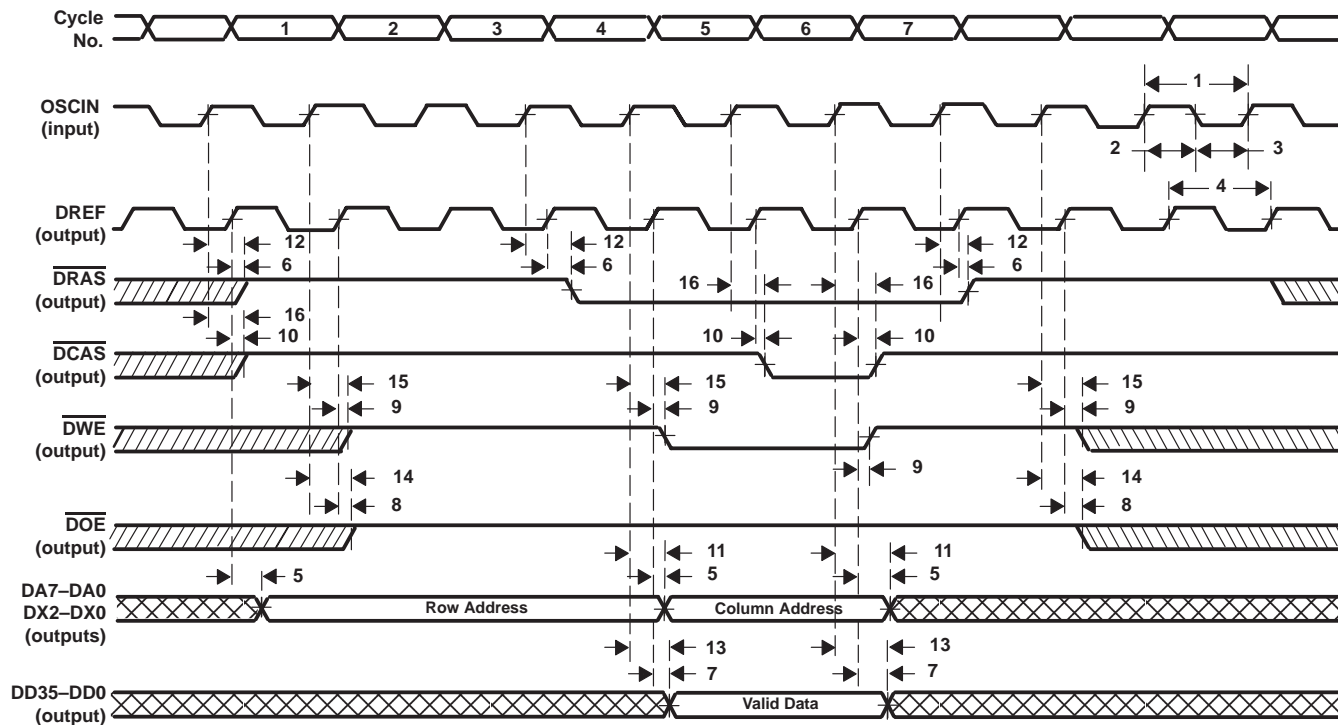 Cycle
No.
1 2 3 4 5 6 7
OSCIN
(input)
1
2 3
DREF
(output)
4
12 12 12
6 6 6
DRAS
(output)
16 16
16
10 10 10
DCAS
(output)
15 15 15
9 9 9
DWE
(output)
9
14 14
8 8
DOE
(output)
11 11
5 5 5
DA7–DA0
DX2–DX0
(outputs)
Row Address Column Address
13 13
7 7
DD35–DD0
(output)
Valid Data